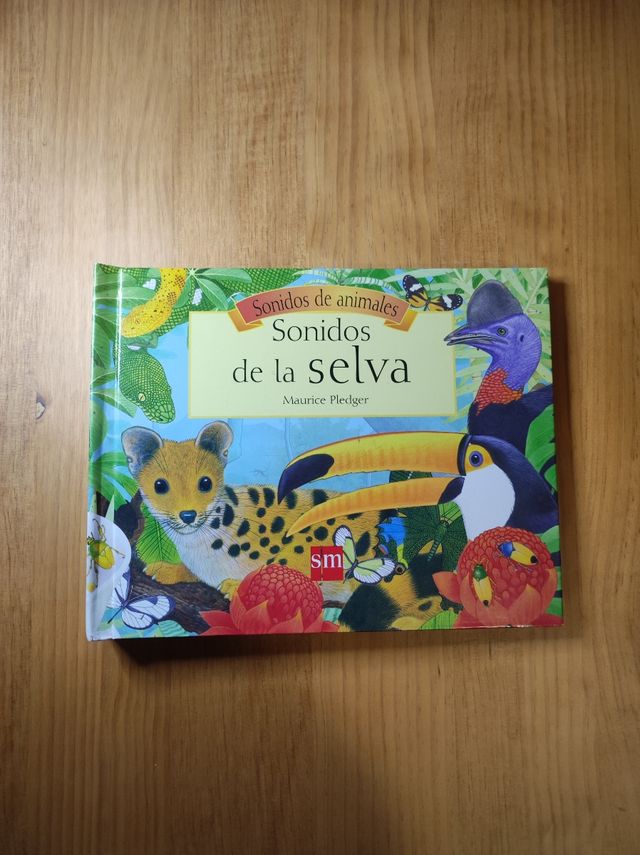 Sonidos de animales
Sonidos
de la selva
Maurice Pledger
sm